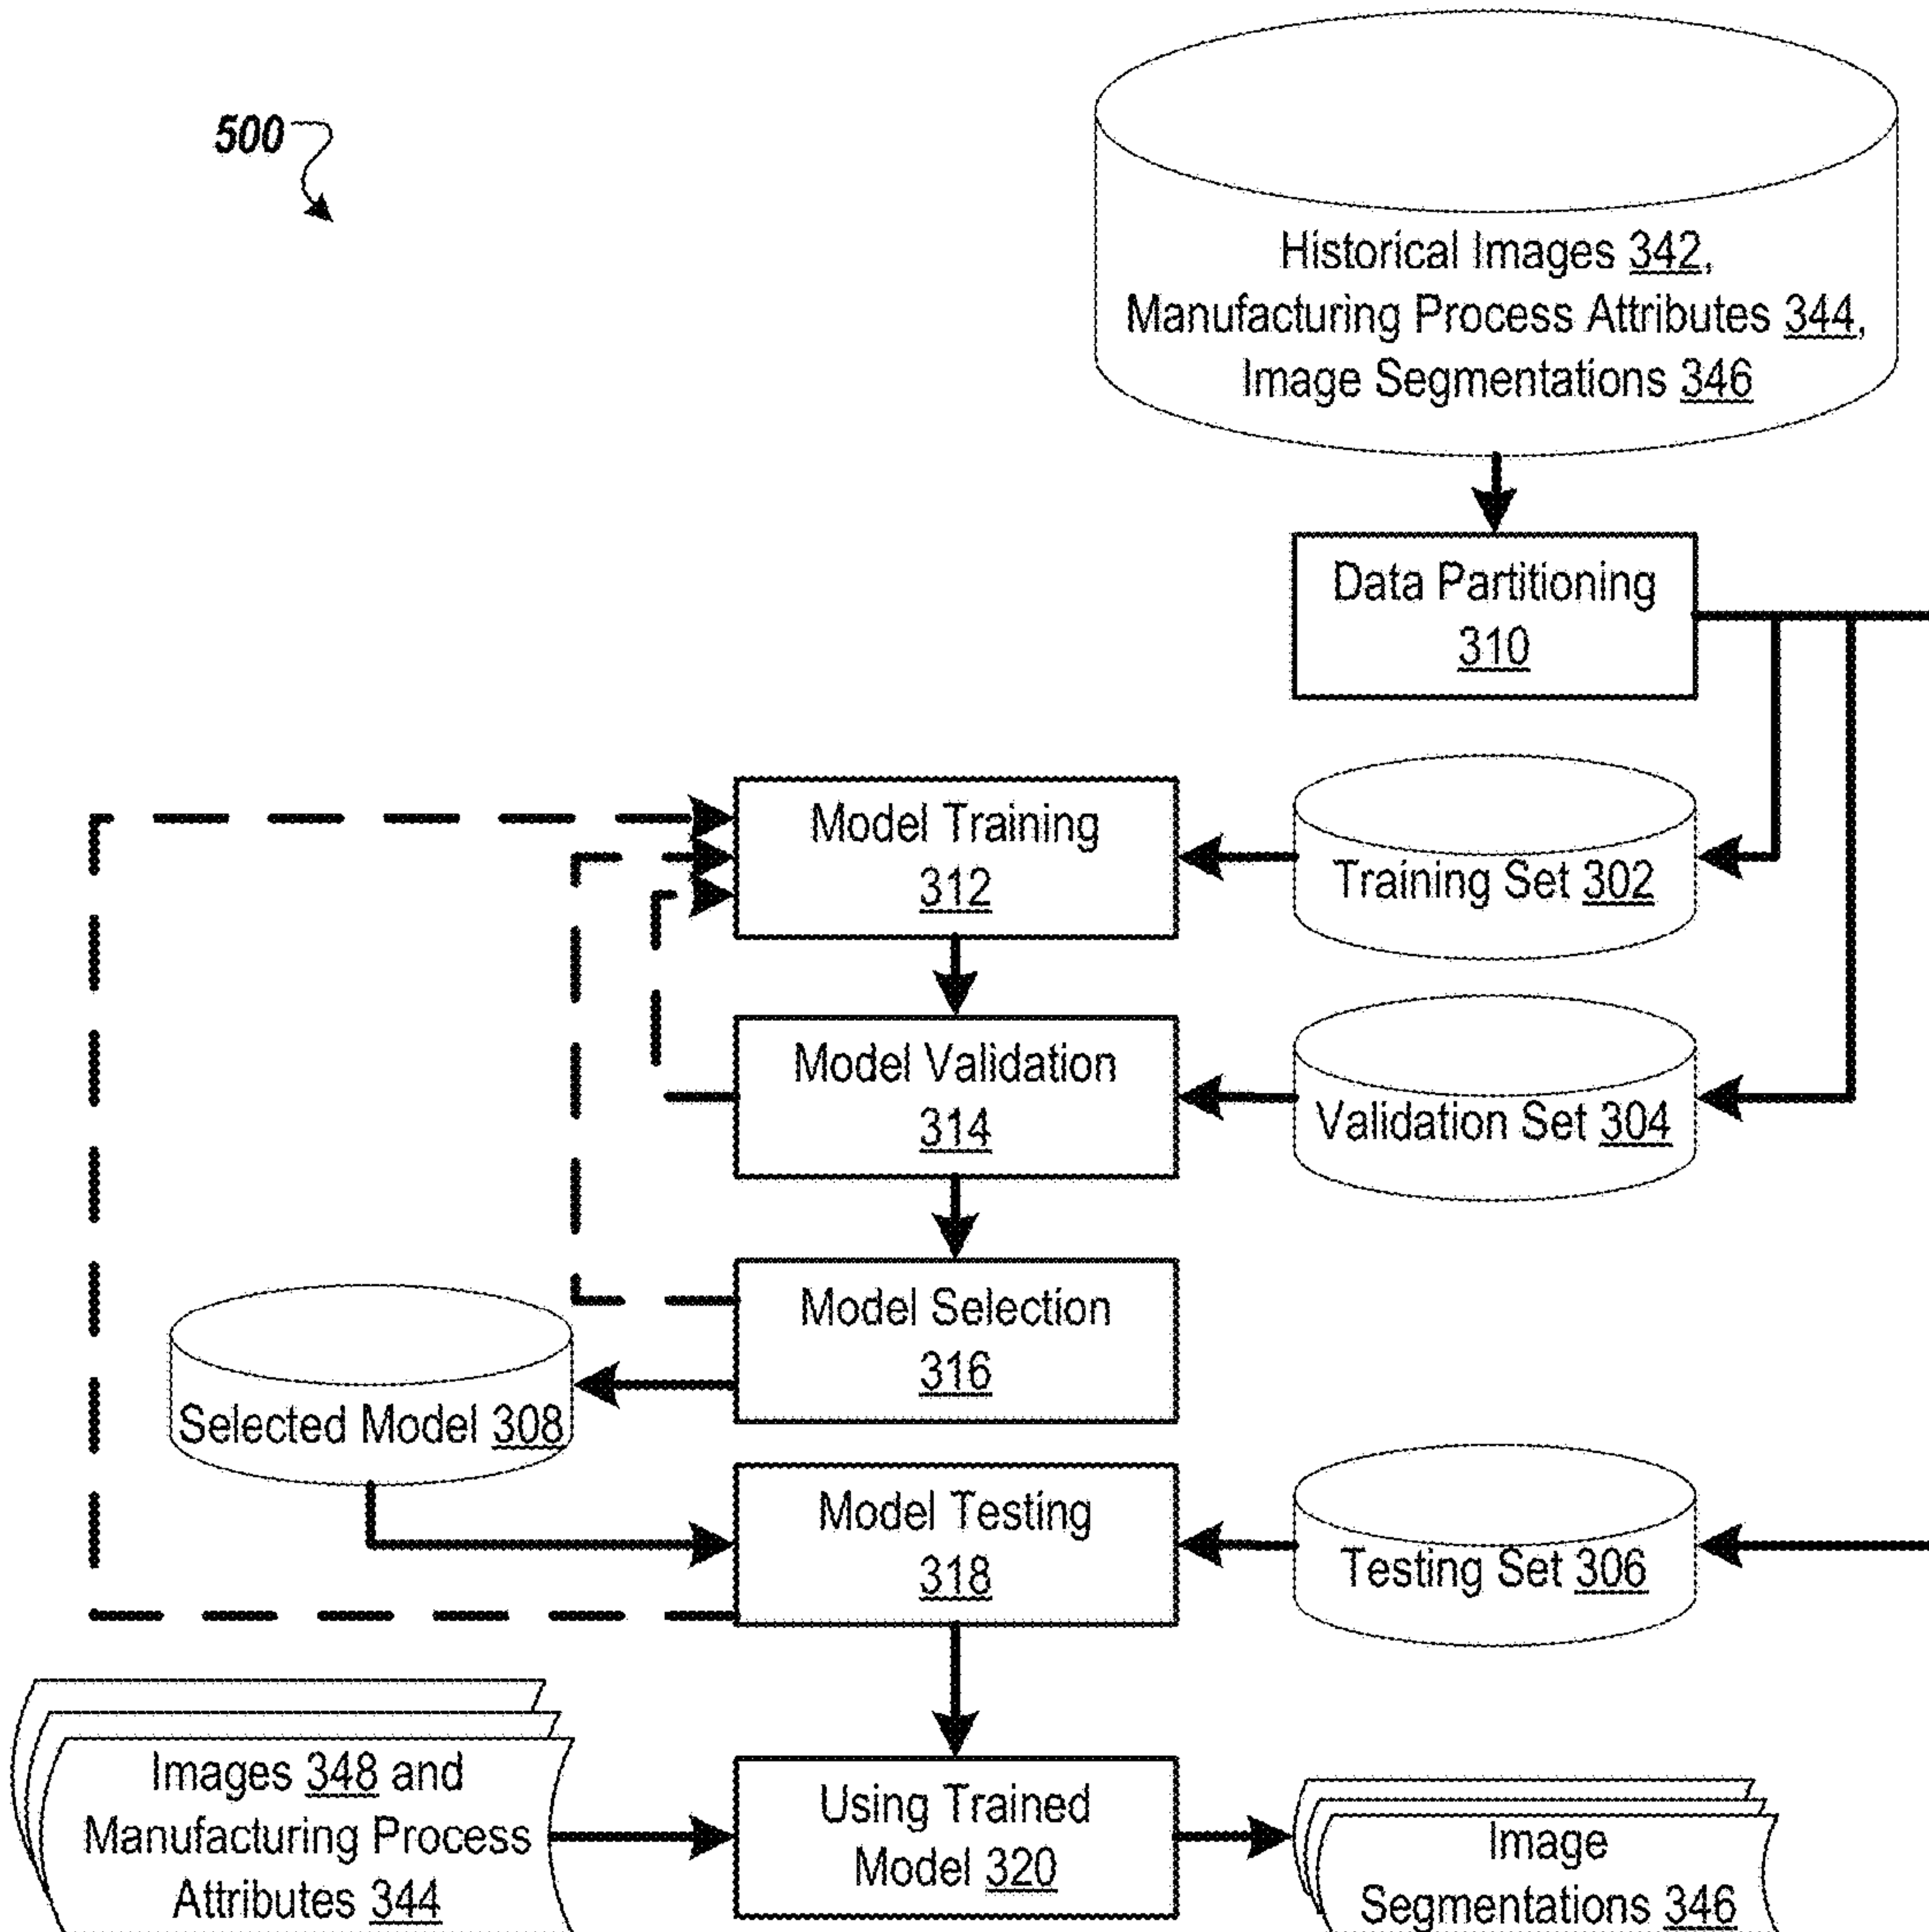 500
Historical Images 342,
Manufacturing Process Attributes 344,
Image Segmentations 346
Data Partitioning
310
Model Training
312
Training Set 302
Model Validation
314
Validation Set 304
Model Selection
316
Selected Model 308
Model Testing
318
Testing Set 306
Images 348 and
Manufacturing Process
Attributes 344
Using Trained
Model 320
Image
Segmentations 346